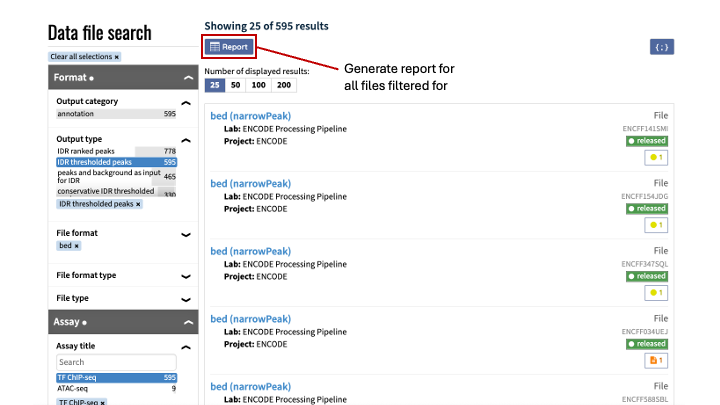 Data file search
Clear all selections ×
Format
Output category
annotation 595
Output type
IDR ranked peaks 778
IDR thresholded peaks 595
peaks and background as input
for IDR 465
conservative IDR thresholded
330
IDR thresholded peaks ×
File format
bed ×
File format type
File type
Assay
Assay title
Search
TF ChIP-seq 595
ATAC-seq 9
TF ChIP-seq ×
Showing 25 of 595 results
Report
{ ; }
Generate report for
all files filtered for
Number of displayed results:
25 50 100 200
bed (narrowPeak) File
Lab: ENCODE Processing Pipeline ENCFF141SMI
Project: ENCODE released
1
bed (narrowPeak) File
Lab: ENCODE Processing Pipeline ENCFF154JDG
Project: ENCODE released
1
bed (narrowPeak) File
Lab: ENCODE Processing Pipeline ENCFF347SQL
Project: ENCODE released
1
bed (narrowPeak) File
Lab: ENCODE Processing Pipeline ENCFF034UEJ
Project: ENCODE released
1
bed (narrowPeak) File
Lab: ENCODE Processing Pipeline ENCFF588SBL